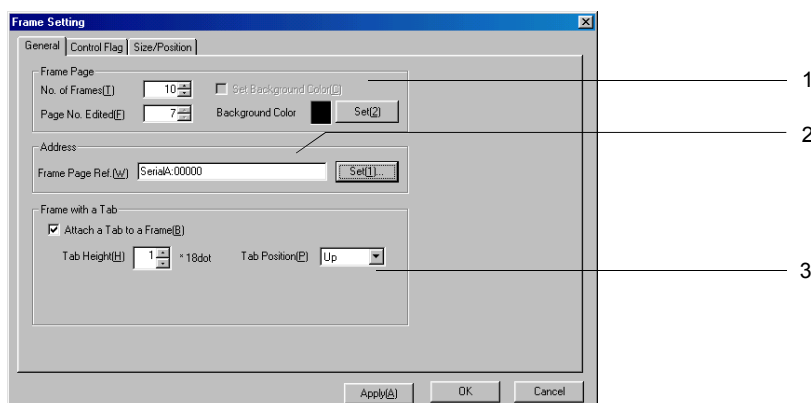 Frame Setting
General Control Flag Size/Position
Frame Page
No. of Frames(T) 10 Set Background Color(C)
Page No. Edited(F) 7 Background Color Set(2)
Address
Frame Page Ref.(W) SerialA:00000 Set(1)...
Frame with a Tab
Attach a Tab to a Frame(B)
Tab Height(H) 1 * 18dot Tab Position(P) Up
Apply(A) OK Cancel
1
2
3